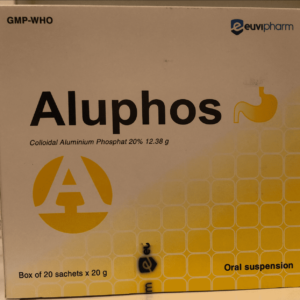 GMP-WHO
euvipharm
Aluphos
Colloidal Aluminium Phosphat 20% 12.38 g
A
Box of 20 sachets x 20 g
Oral suspension